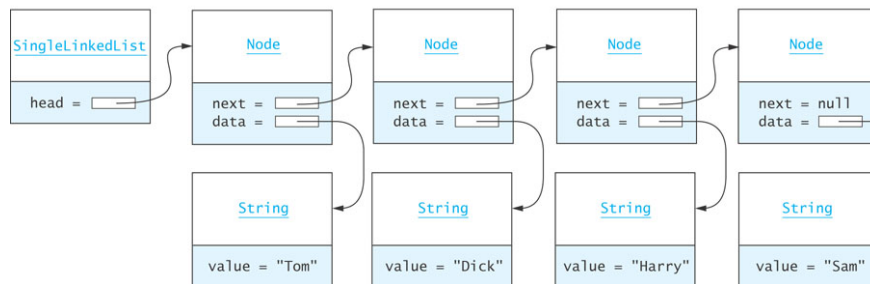 SingleLinkedList
head =
Node
next =
data =
Node
next =
data =
Node
next =
data =
Node
next = null
data =
String
value = "Tom"
String
value = "Dick"
String
value = "Harry"
String
value = "Sam"